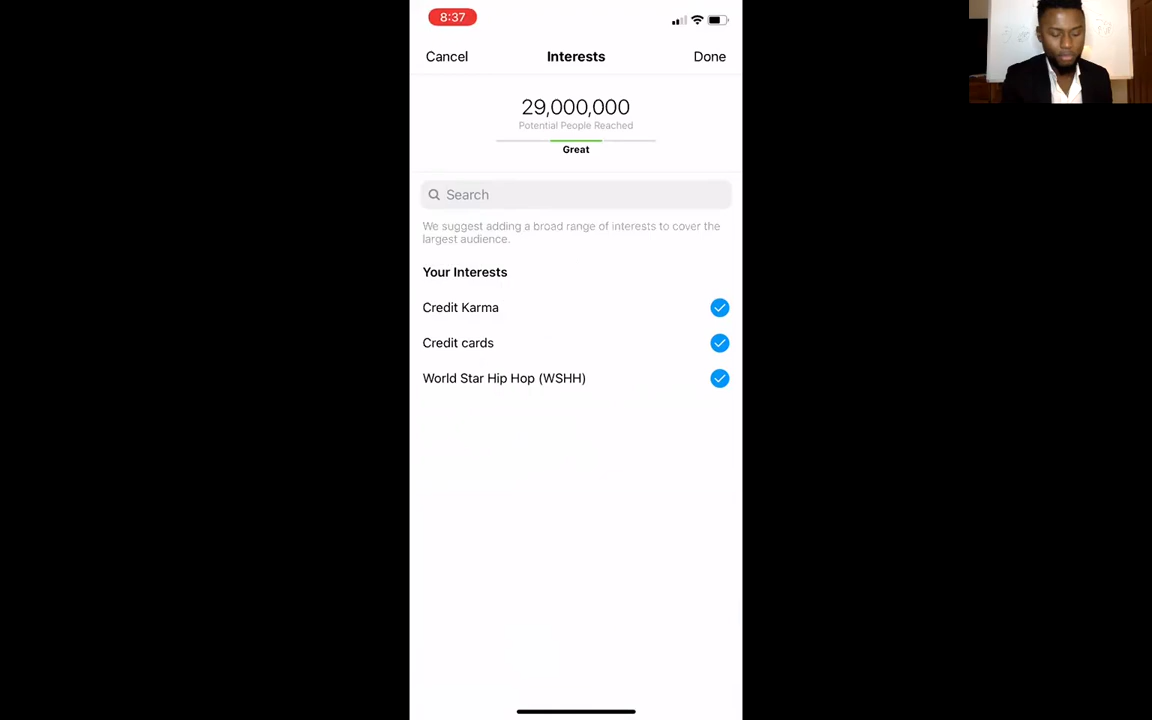 8:37
Cancel
Interests
Done
29,000,000
Potential People Reached
Great
Search
We suggest adding a broad range of interests to cover the
largest audience.
Your Interests
Credit Karma
Credit cards
World Star Hip Hop (WSHH)